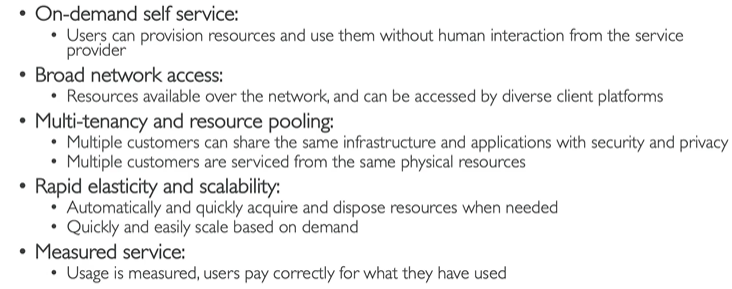 • On-demand self service:
• Users can provision resources and use them without human interaction from the service
provider
• Broad network access:
• Resources available over the network, and can be accessed by diverse client platforms
• Multi-tenancy and resource pooling:
• Multiple customers can share the same infrastructure and applications with security and privacy
• Multiple customers are serviced from the same physical resources
• Rapid elasticity and scalability:
• Automatically and quickly acquire and dispose resources when needed
• Quickly and easily scale based on demand
• Measured service:
• Usage is measured, users pay correctly for what they have used